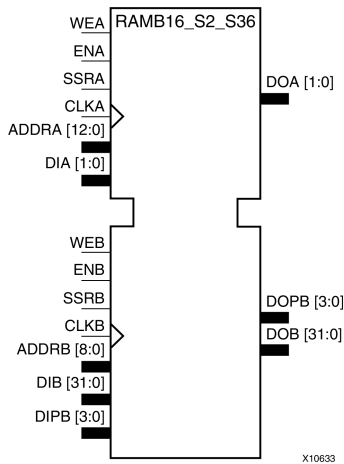 RAMB16_S2_S36
WEA
ENA
SSRA
CLKA
ADDRA [12:0]
DIA [1:0]
DOA [1:0]
WEB
ENB
SSRB
CLKB
ADDRB [8:0]
DIB [31:0]
DIPB [3:0]
DOPB [3:0]
DOB [31:0]
X10633